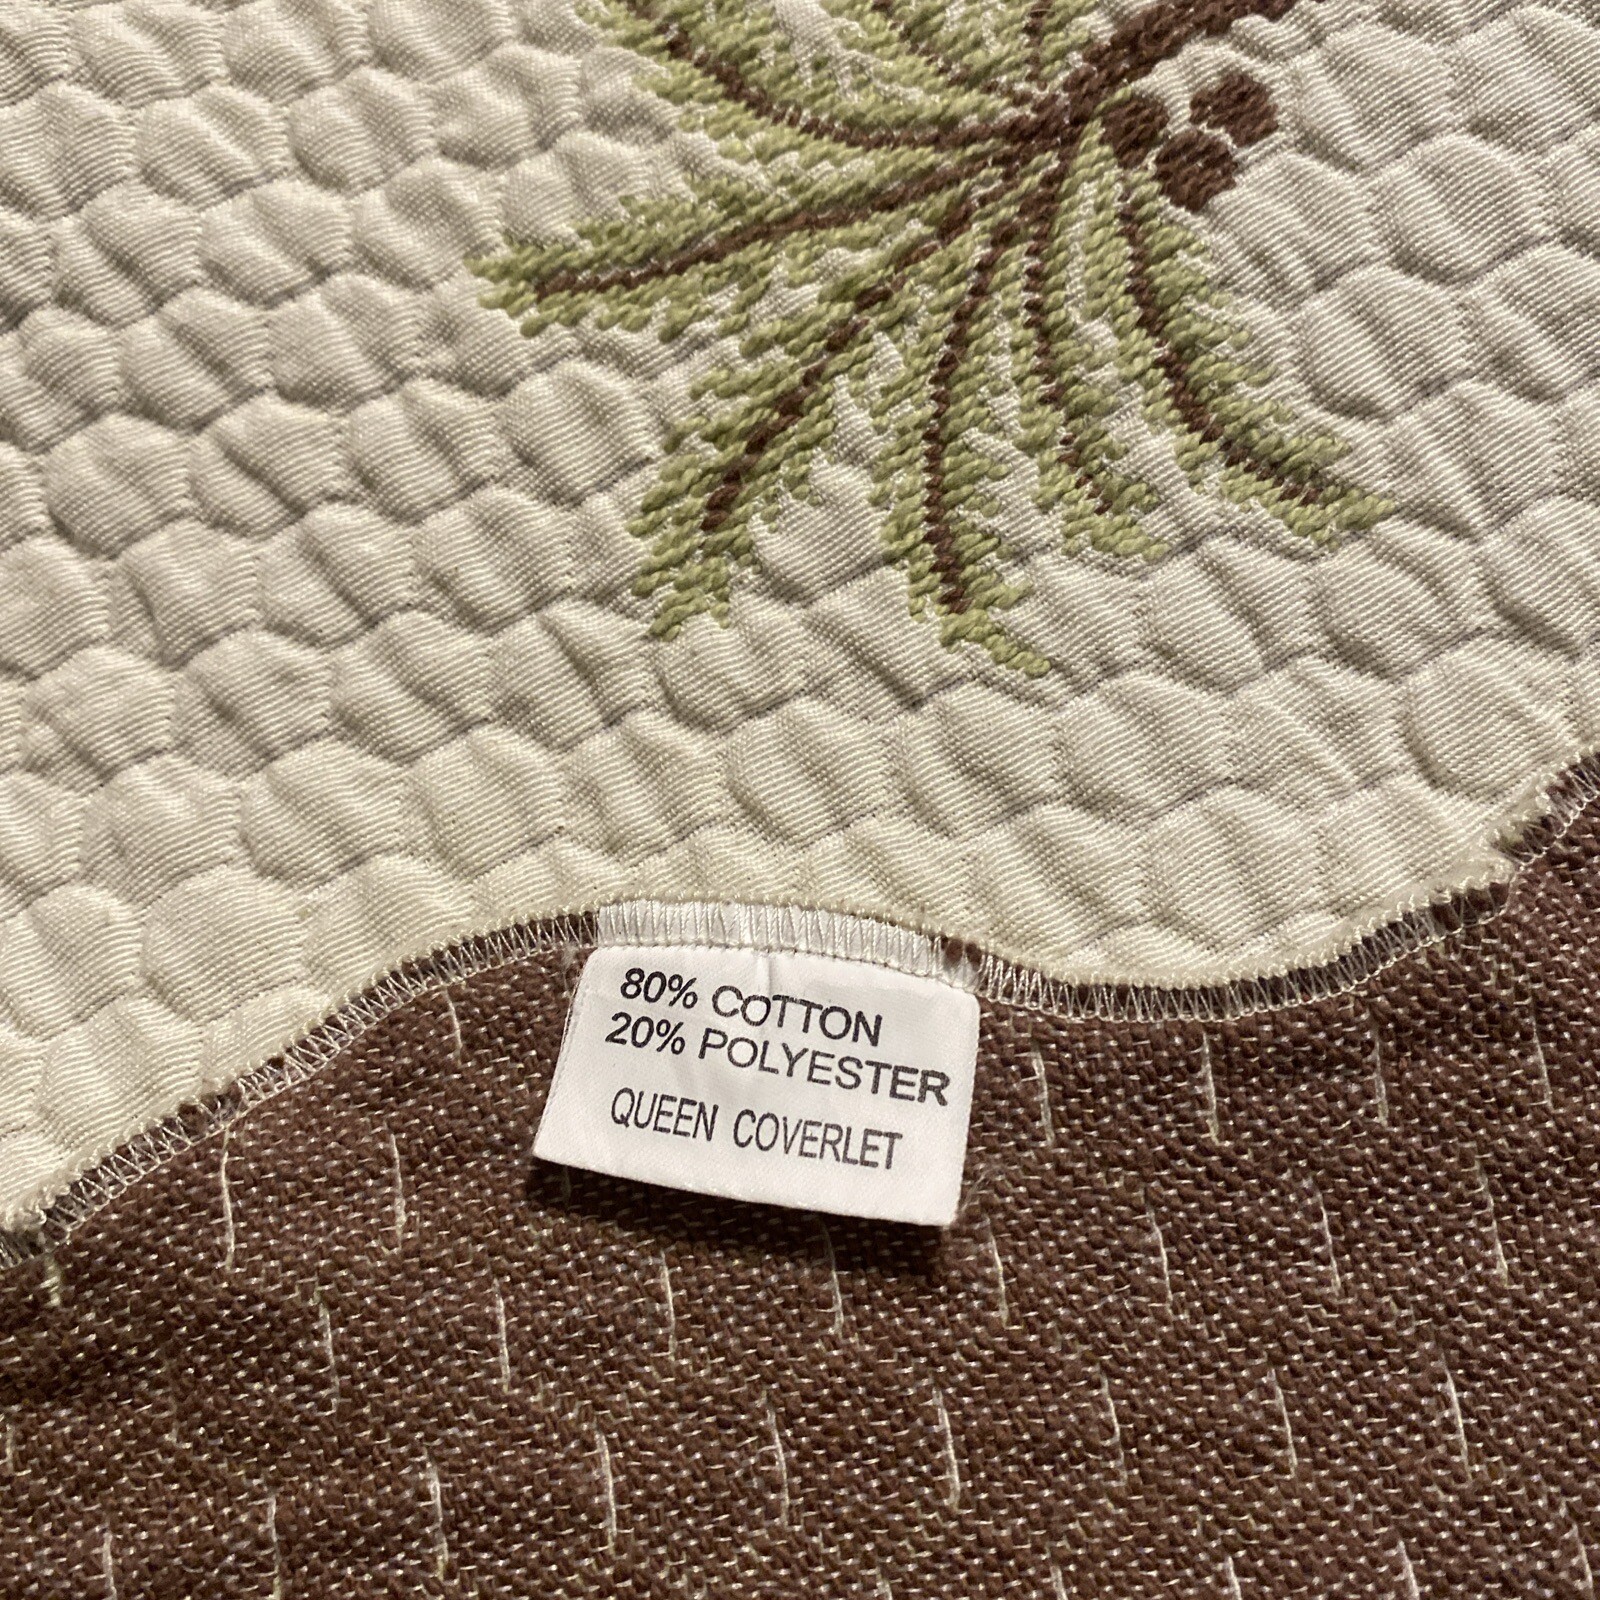 80% COTTON
20% POLYESTER
QUEEN COVERLET